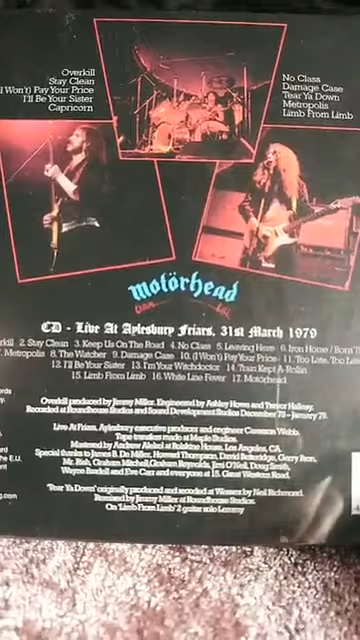 Overkill
Stay Clean
(I Won't) Pay Your Price
I'll Be Your Sister
Capricorn
No Class
Damage Case
Tear Ya Down
Metropolis
Limb From Limb
Motörhead
CD - Live At Aylesbury Friars, 31st March 1979
rkill 2. Stay Clean 3. Keep Us On The Road 4. No Class 5. Leaving Here 6. Iron Horse / Born T
7. Metropolis 8. The Watcher 9. Damage Case 10. (I Won't) Pay Your Price 11. Too Late, Too La
12. I'll Be Your Sister 13. I'm Your Witchdoctor 14. Train Kept A-Rollin
15. Limb From Limb 16. White Line Fever 17. Motorhead
Overkill produced by Jimmy Miller. Engineered by Ashley Howe and Trevor Hallesy.
Recorded at Roundhouse Studios and Sound Development Studios December 78 - January 79.
Live At Friars, Aylesbury executive producer and engineer Cameron Webb.
Tape transfers made at Maple Studios.
Mastered by Andrew Alekel at Bobhine House, Los Angeles, CA.
Special thanks to James B. De Miller, Howard Thompson, David Betteridge, Gerry Bron,
Mr. Rish, Graham Mitchell, Graham Reynolds, Jim O'Neil, Doug Smith,
Wayne Bardell and Eve Carr and everyone at 15, Great Western Road.
'Tear Ya Down' originally produced and recorded at Wessex by Neil Richmond.
Remixed by Jimmy Miller at Roundhouse Studios.
On 'Limb From Limb' 2 guitar solo Lemmy
ords
y.
the E.U.
nt
g.com